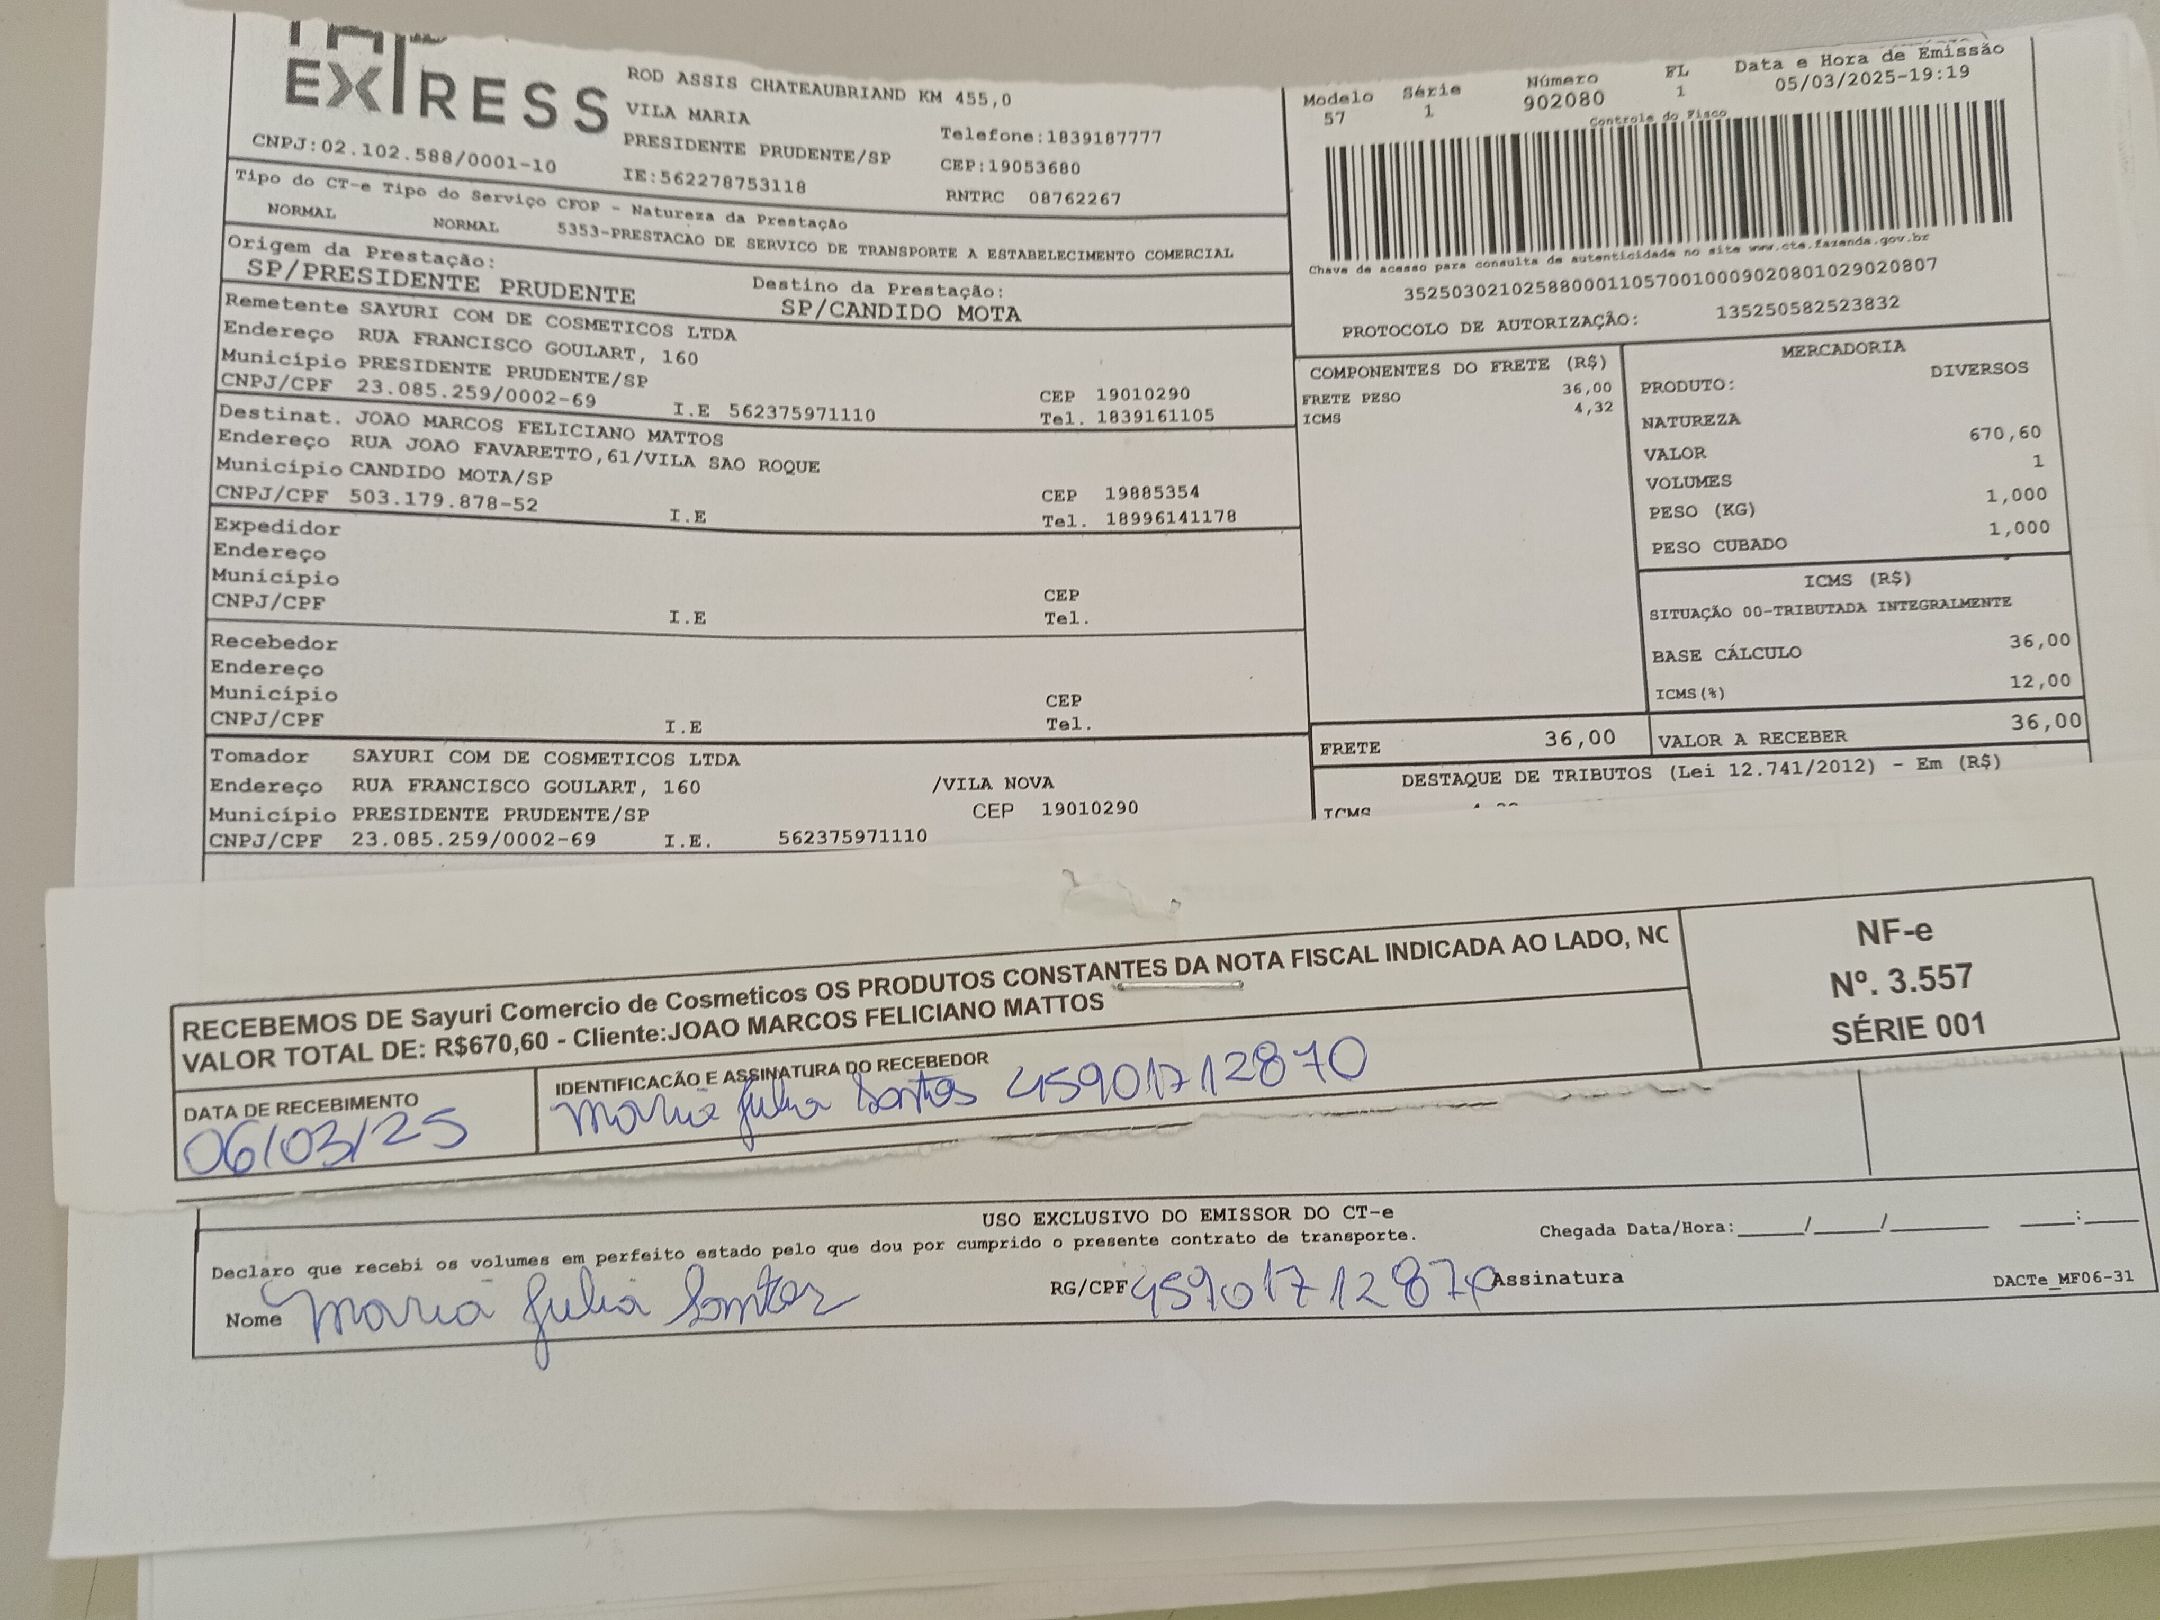 EXPRESS
ROD ASSIS CHATEAUBRIAND KM 455,0
VILA MARIA
PRESIDENTE PRUDENTE/SP
IE:562278753118
Telefone:1839187777
CEP:19053680
RNTRC 08762267
CNPJ:02.102.588/0001-10
Modelo Série Número FL Data e Hora de Emissão
57 1 902080 1 05/03/2025-19:19
Controle do Fisco
Chave de acesso para consulta de autenticidade no site www.cte.fazenda.gov.br
35250302102588000110570010009020801029020807
PROTOCOLO DE AUTORIZAÇÃO: 135250582523832
Tipo do CT-e Tipo do Serviço CFOP - Natureza da Prestação
NORMAL NORMAL 5353-PRESTACAO DE SERVICO DE TRANSPORTE A ESTABELECIMENTO COMERCIAL
Origem da Prestação: Destino da Prestação:
SP/PRESIDENTE PRUDENTE SP/CANDIDO MOTA
Remetente SAYURI COM DE COSMETICOS LTDA
Endereço RUA FRANCISCO GOULART, 160
Município PRESIDENTE PRUDENTE/SP CEP 19010290
CNPJ/CPF 23.085.259/0002-69 I.E 562375971110 Tel. 1839161105
Destinat. JOAO MARCOS FELICIANO MATTOS
Endereço RUA JOAO FAVARETTO,61/VILA SAO ROQUE
Município CANDIDO MOTA/SP CEP 19885354
CNPJ/CPF 503.179.878-52 I.E Tel. 18996141178
Expedidor
Endereço
Município CEP
CNPJ/CPF I.E Tel.
Recebedor
Endereço
Município CEP
CNPJ/CPF I.E Tel.
Tomador SAYURI COM DE COSMETICOS LTDA
Endereço RUA FRANCISCO GOULART, 160 /VILA NOVA
Município PRESIDENTE PRUDENTE/SP CEP 19010290
CNPJ/CPF 23.085.259/0002-69 I.E. 562375971110
COMPONENTES DO FRETE (R$)
FRETE PESO 36,00
ICMS 4,32
MERCADORIA
PRODUTO: DIVERSOS
NATUREZA
VALOR 670,60
VOLUMES 1
PESO (KG) 1,000
PESO CUBADO 1,000
ICMS (R$)
SITUAÇÃO 00-TRIBUTADA INTEGRALMENTE
BASE CÁLCULO 36,00
ICMS(%) 12,00
FRETE 36,00 VALOR A RECEBER 36,00
DESTAQUE DE TRIBUTOS (Lei 12.741/2012) - Em (R$)
ICMS
RECEBEMOS DE Sayuri Comercio de Cosmeticos OS PRODUTOS CONSTANTES DA NOTA FISCAL INDICADA AO LADO, NO
VALOR TOTAL DE: R$670,60 - Cliente:JOAO MARCOS FELICIANO MATTOS
NF-e
Nº. 3.557
SÉRIE 001
DATA DE RECEBIMENTO
06/03/25
IDENTIFICACÃO E ASSINATURA DO RECEBEDOR
Maria Julia Santos 45901712870
USO EXCLUSIVO DO EMISSOR DO CT-e
Declaro que recebi os volumes em perfeito estado pelo que dou por cumprido o presente contrato de transporte.
Chegada Data/Hora:_____/_____/_______ ____:____
Nome Maria Julia Santos RG/CPF 45901712870 Assinatura
DACTe_MF06-31